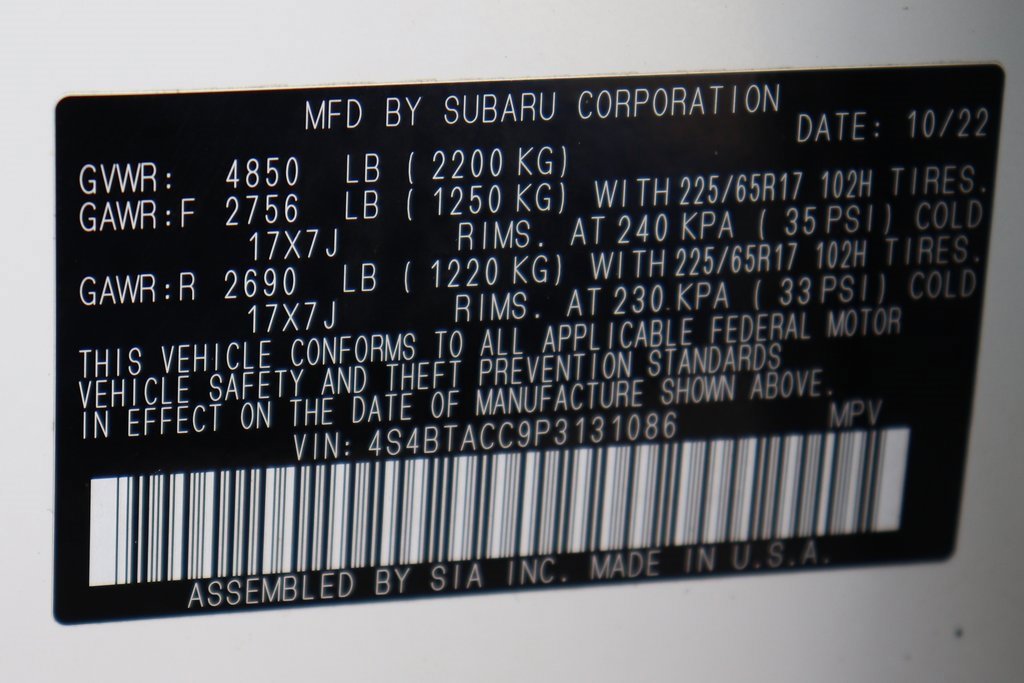 MFD BY SUBARU CORPORATION
DATE: 10/22
GVWR: 4850 LB ( 2200 KG)
GAWR:F 2756 LB ( 1250 KG) WITH 225/65R17 102H TIRES.
17X7J RIMS. AT 240 KPA ( 35 PSI) COLD
GAWR:R 2690 LB ( 1220 KG) WITH 225/65R17 102H TIRES.
17X7J RIMS. AT 230 KPA ( 33 PSI) COLD
THIS VEHICLE CONFORMS TO ALL APPLICABLE FEDERAL MOTOR
VEHICLE SAFETY AND THEFT PREVENTION STANDARDS
IN EFFECT ON THE DATE OF MANUFACTURE SHOWN ABOVE.
VIN: 4S4BTACC9P3131086 MPV
ASSEMBLED BY SIA INC. MADE IN U.S.A.